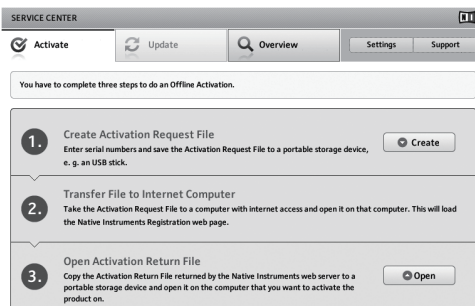 SERVICE CENTER
Activate
Update
Overview
Settings
Support
You have to complete three steps to do an Offline Activation.
1.
Create Activation Request File
Enter serial numbers and save the Activation Request File to a portable storage device,
e. g. an USB stick.
Create
2.
Transfer File to Internet Computer
Take the Activation Request File to a computer with internet access and open it on that computer. This will load
the Native Instruments Registration web page.
3.
Open Activation Return File
Copy the Activation Return File returned by the Native Instruments web server to a
portable storage device and open it on the computer that you want to activate the
product on.
Open